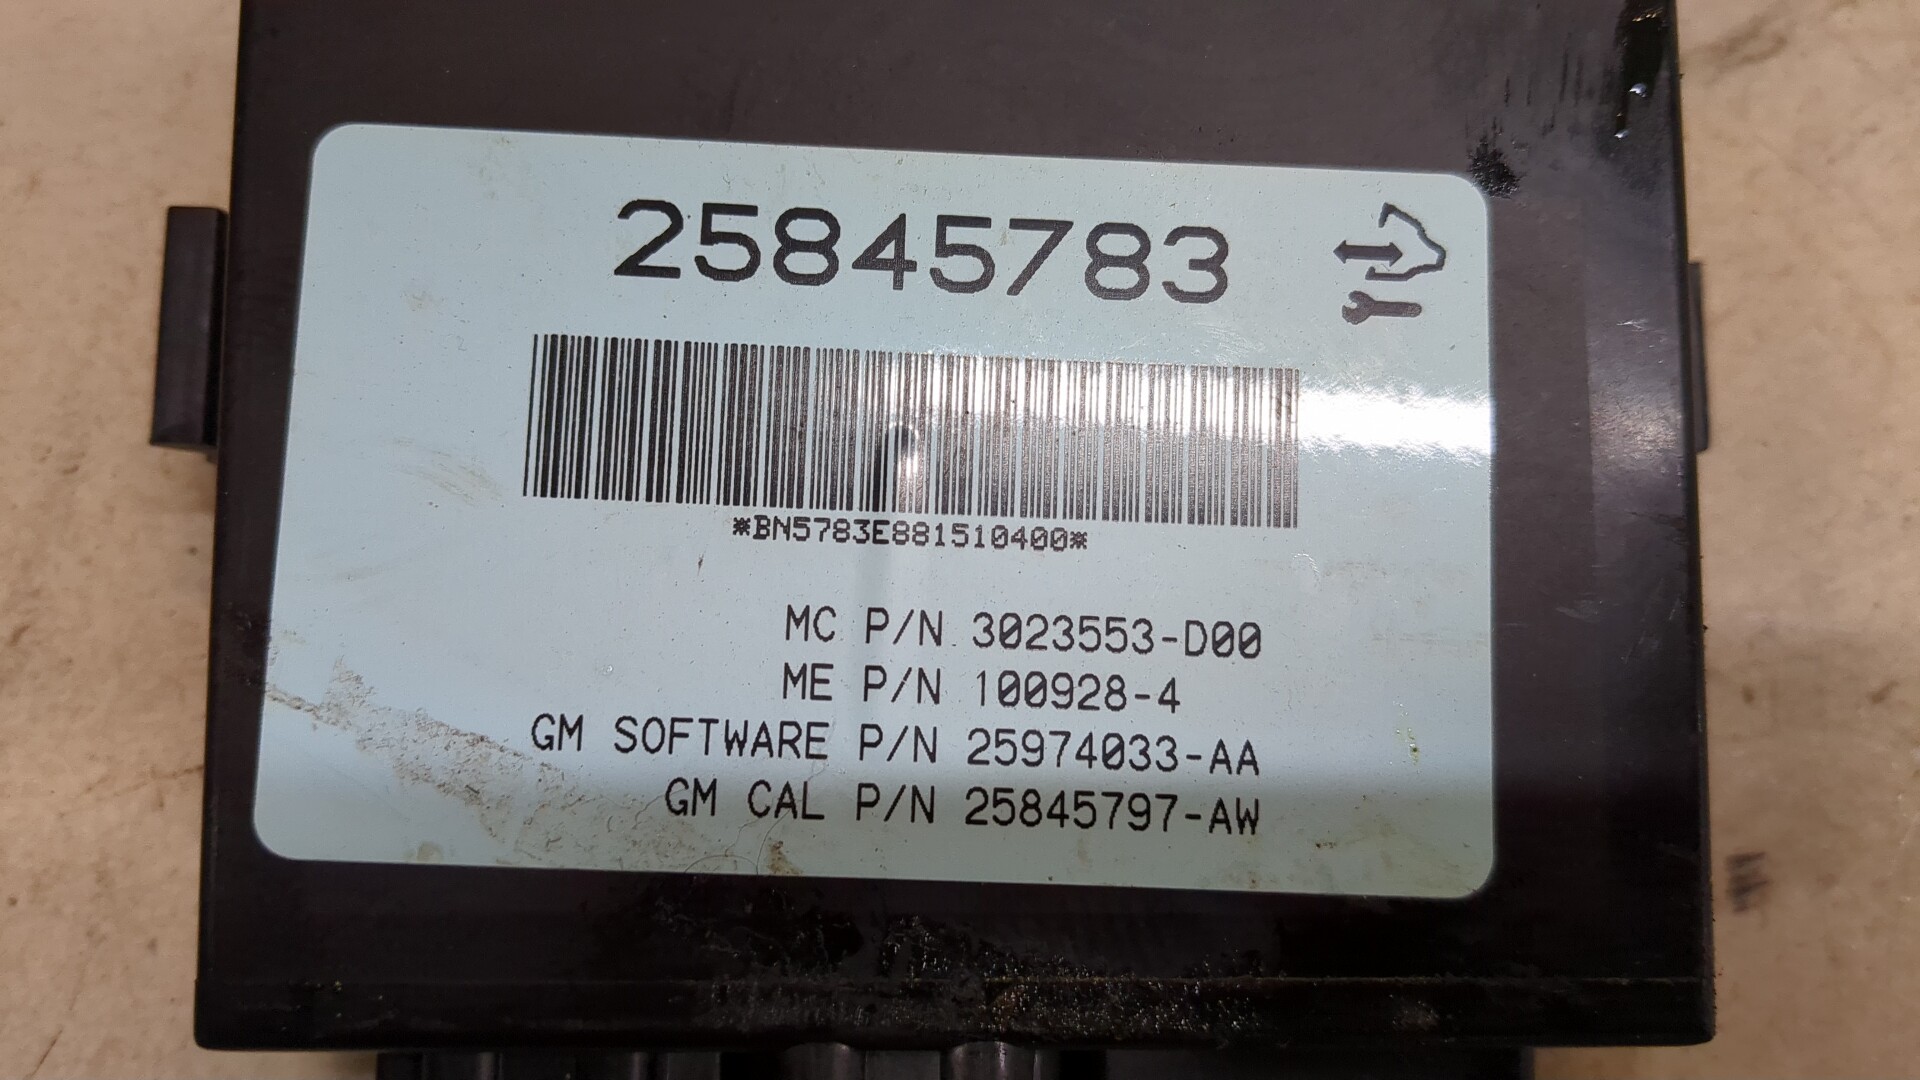 25845783
*BN5783E881510400*
MC P/N 3023553-D00
ME P/N 100928-4
GM SOFTWARE P/N 25974033-AA
GM CAL P/N 25845797-AW